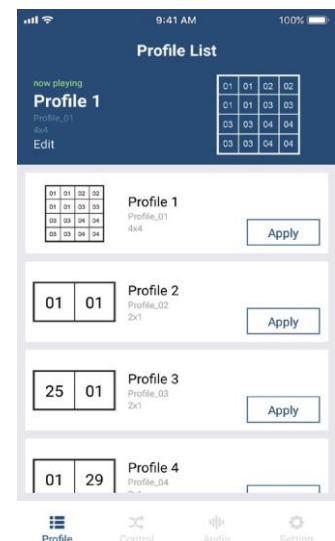 9:41 AM
100%
Profile List
now playing
Profile 1
Profile_01
4x4
Edit
01 01 02 02
01 01 03 03
03 03 04 04
03 03 04 04
01 01 02 02
01 01 03 03
03 03 04 04
03 03 04 04
Profile 1
Profile_01
4x4
Apply
01 01
Profile 2
Profile_02
2x1
Apply
25 01
Profile 3
Profile_03
2x1
Apply
01 29
Profile 4
Profile_04
Profile
Control
Audio
Setting